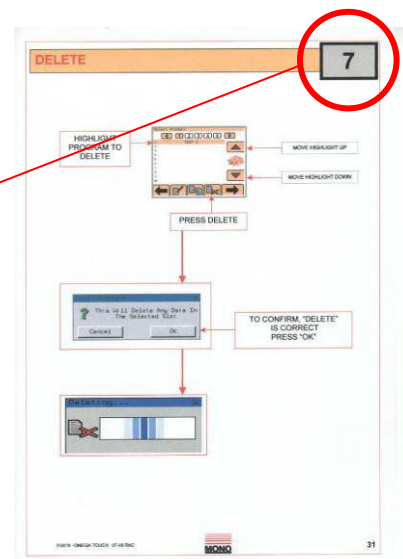 DELETE
7
HIGHLIGHT
PROGRAM TO
DELETE
MOVE HIGHLIGHT UP
MOVE HIGHLIGHT DOWN
PRESS DELETE
This Will Delete Any Data In
The Selected Slot
Cancel
OK
TO CONFIRM, "DELETE"
IS CORRECT
PRESS "OK"
Deleting...
MONO
31